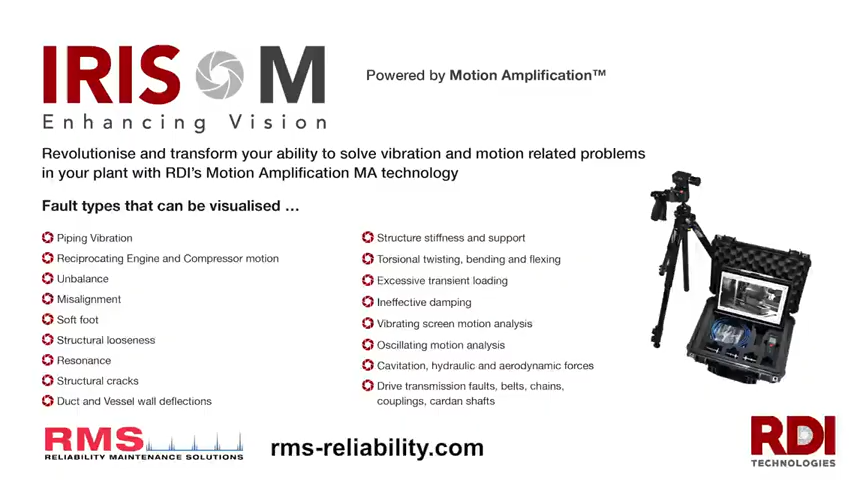 IRIS M
Enhancing Vision
Powered by Motion Amplification™
Revolutionise and transform your ability to solve vibration and motion related problems
in your plant with RDI's Motion Amplification MA technology
Fault types that can be visualised …
Piping Vibration
Reciprocating Engine and Compressor motion
Unbalance
Misalignment
Soft foot
Structural looseness
Resonance
Structural cracks
Duct and Vessel wall deflections
Structure stiffness and support
Torsional twisting, bending and flexing
Excessive transient loading
Ineffective damping
Vibrating screen motion analysis
Oscillating motion analysis
Cavitation, hydraulic and aerodynamic forces
Drive transmission faults, belts, chains,
couplings, cardan shafts
RMS
RELIABILITY MAINTENANCE SOLUTIONS
rms-reliability.com
RDI
TECHNOLOGIES